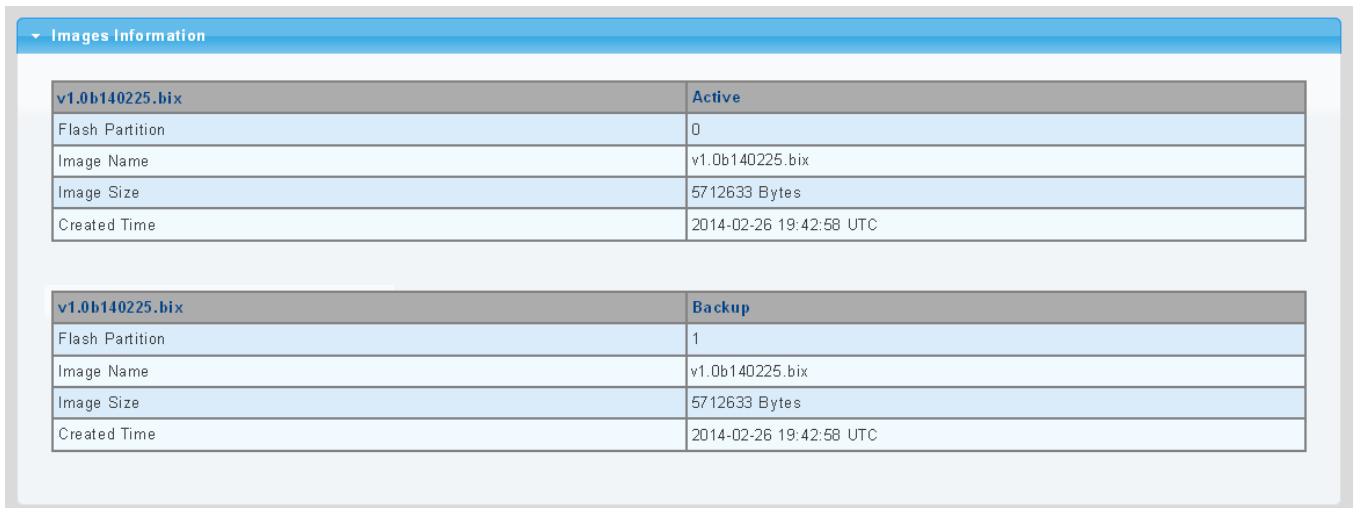 Images Information
v1.0b140225.bix Active
Flash Partition 0
Image Name v1.0b140225.bix
Image Size 5712633 Bytes
Created Time 2014-02-26 19:42:58 UTC
v1.0b140225.bix Backup
Flash Partition 1
Image Name v1.0b140225.bix
Image Size 5712633 Bytes
Created Time 2014-02-26 19:42:58 UTC